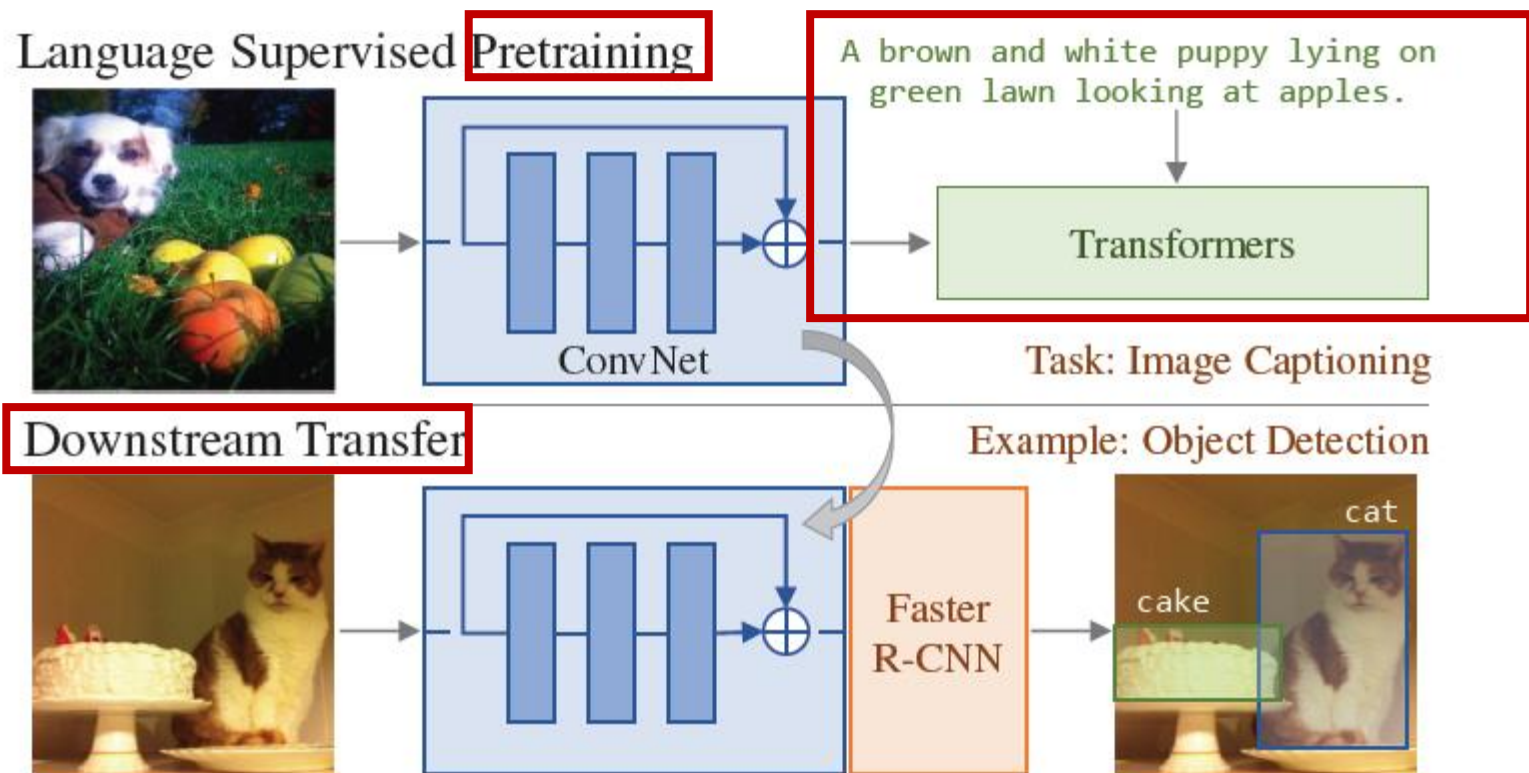 Language Supervised Pretraining
A brown and white puppy lying on
green lawn looking at apples.
Transformers
ConvNet
Task: Image Captioning
Downstream Transfer
Example: Object Detection
Faster
R-CNN
cat
cake